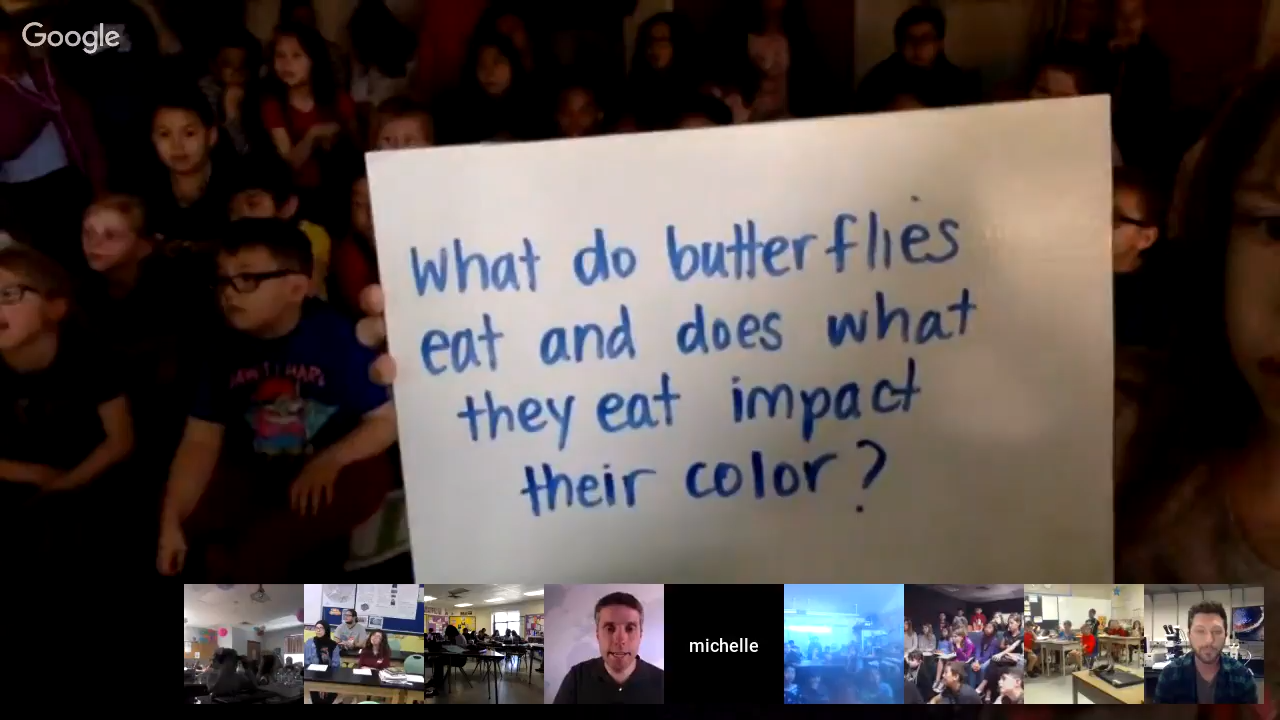 Google
What do butterflies
eat and does what
they eat impact
their color?
michelle